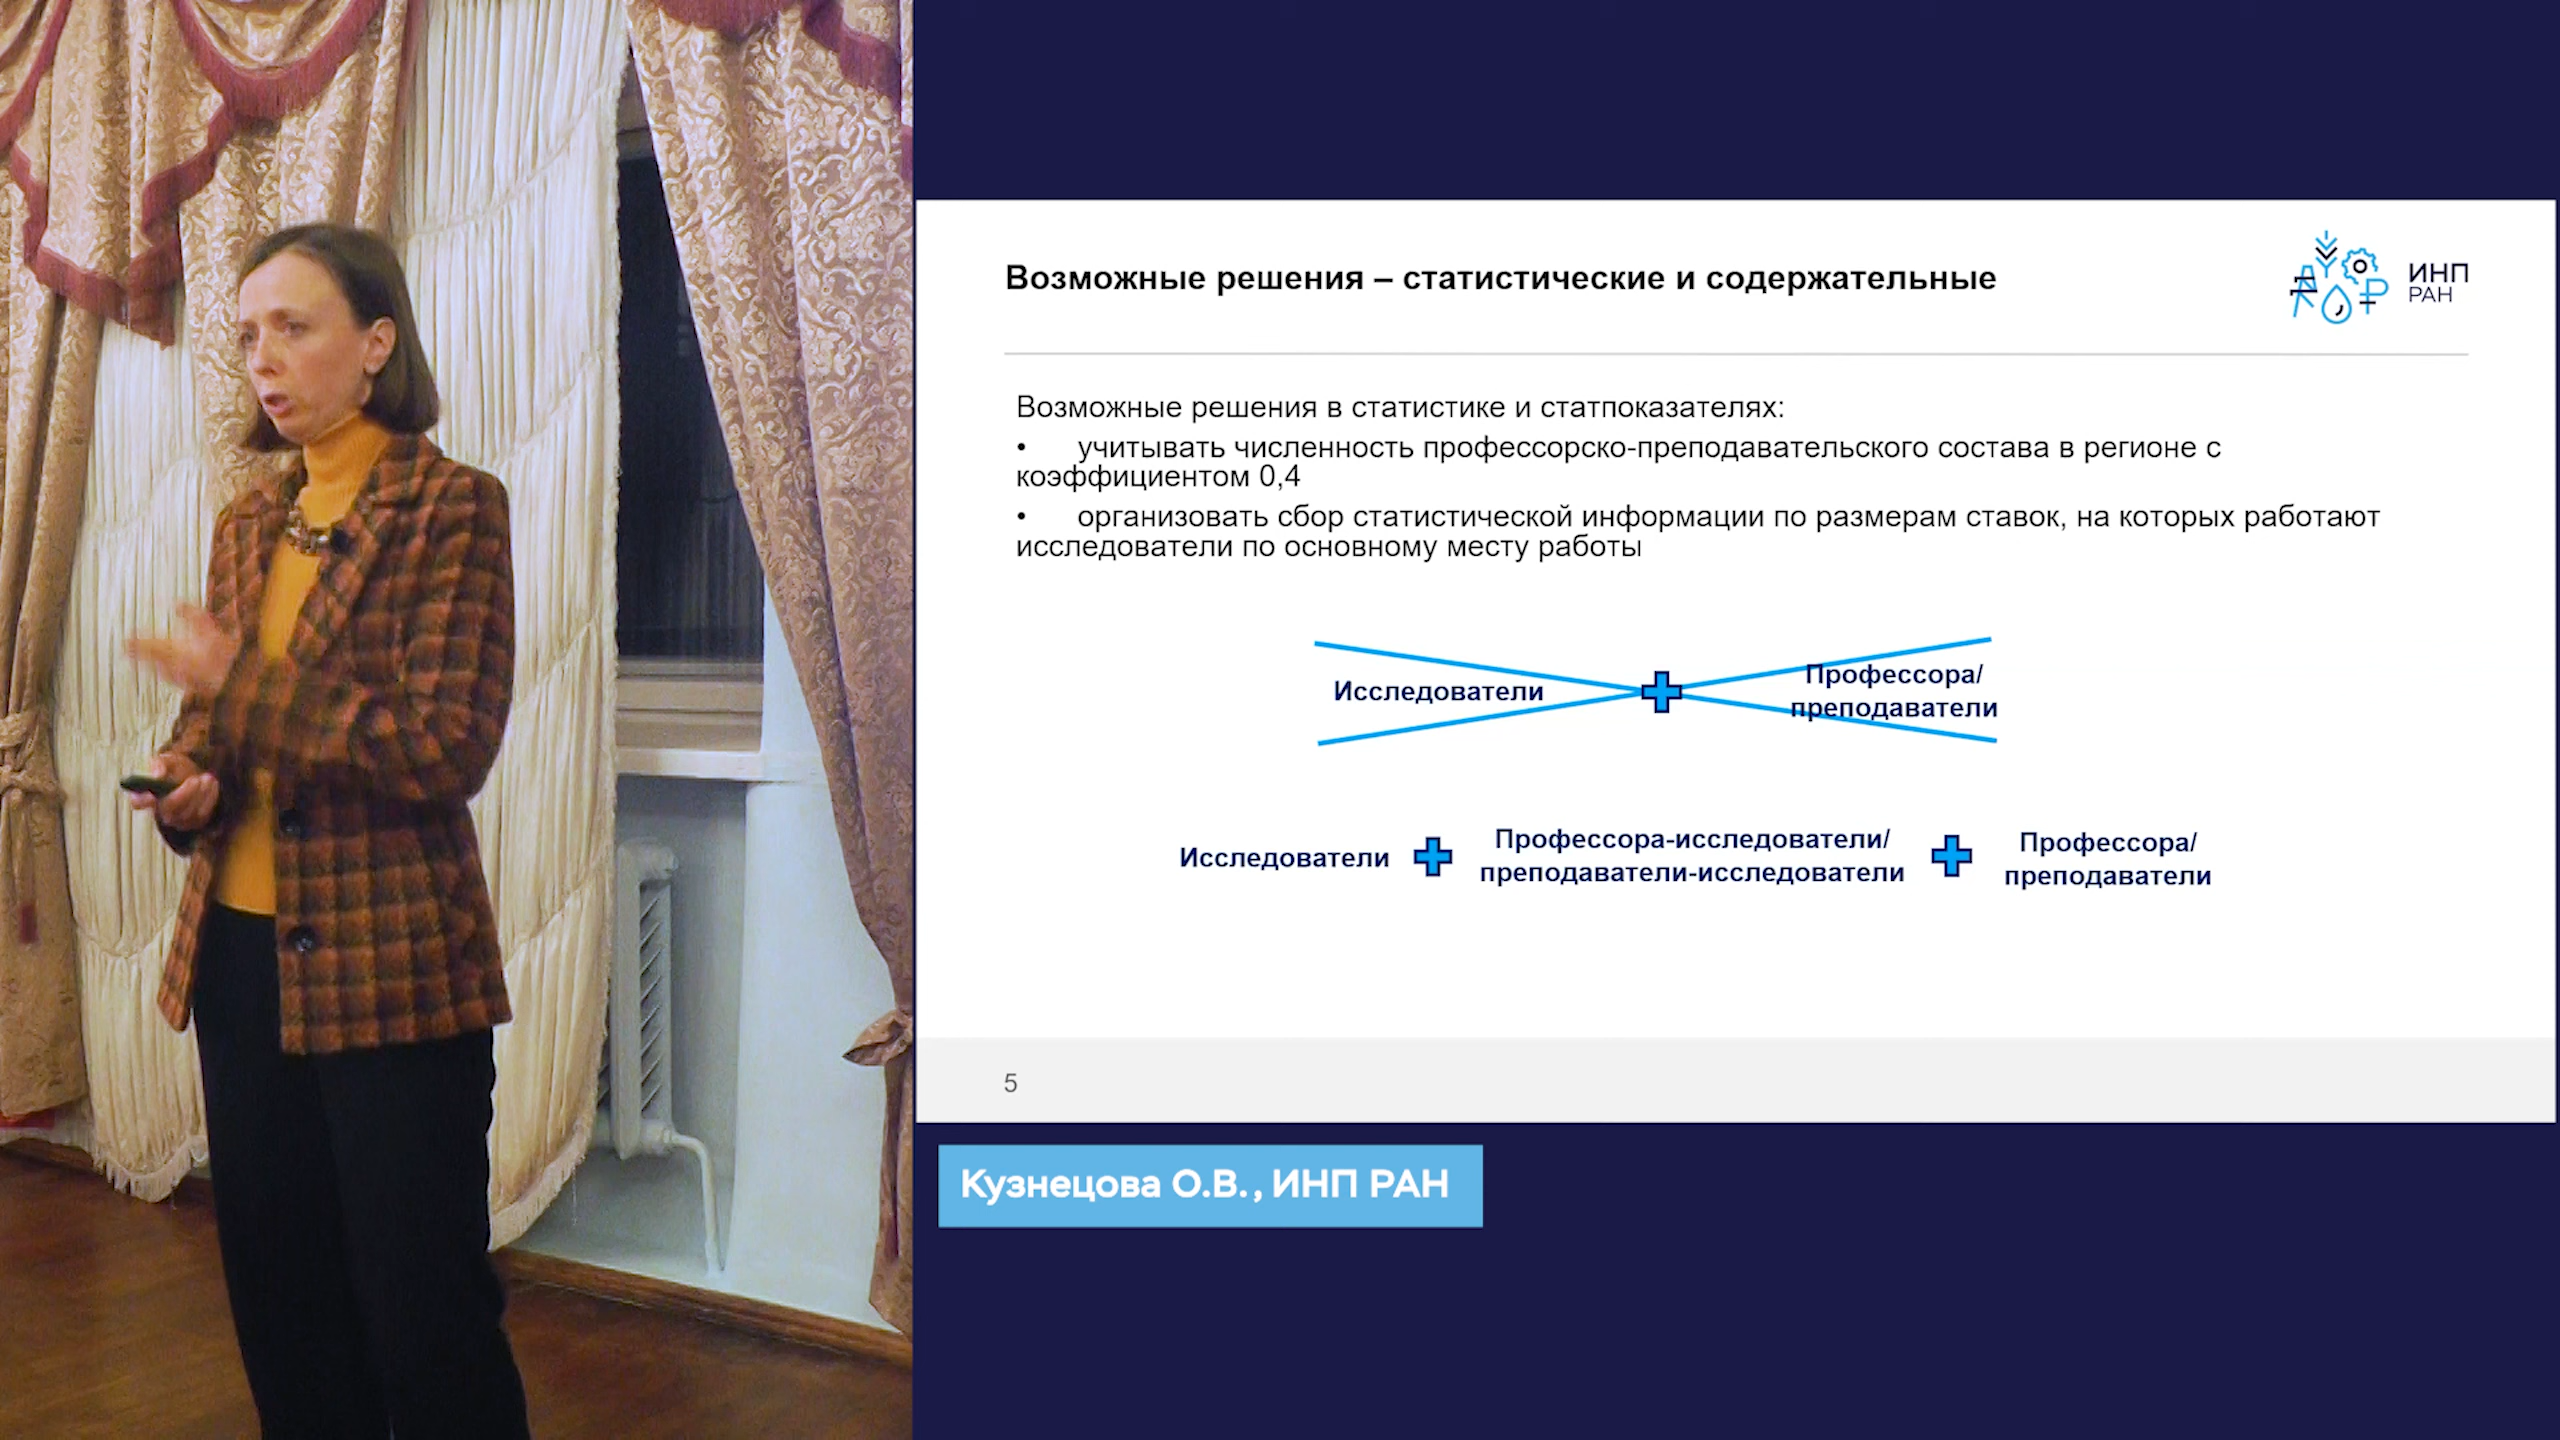 Возможные решения – статистические и содержательные
ИНП
РАН
Возможные решения в статистике и статпоказателях:
• учитывать численность профессорско-преподавательского состава в регионе с
коэффициентом 0,4
• организовать сбор статистической информации по размерам ставок, на которых работают
исследователи по основному месту работы
Исследователи
Профессора/
преподаватели
Исследователи
Профессора-исследователи/
преподаватели-исследователи
Профессора/
преподаватели
5
Кузнецова О.В., ИНП РАН